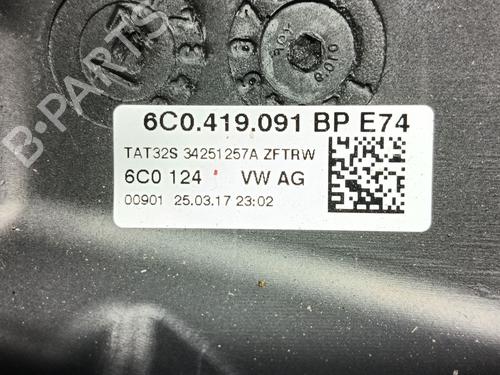 6C0.419.091 BP E74
TAT32S 34251257A ZFTRW
6C0 124 VW AG
00901 25.03.17 23:02
B-PARTS